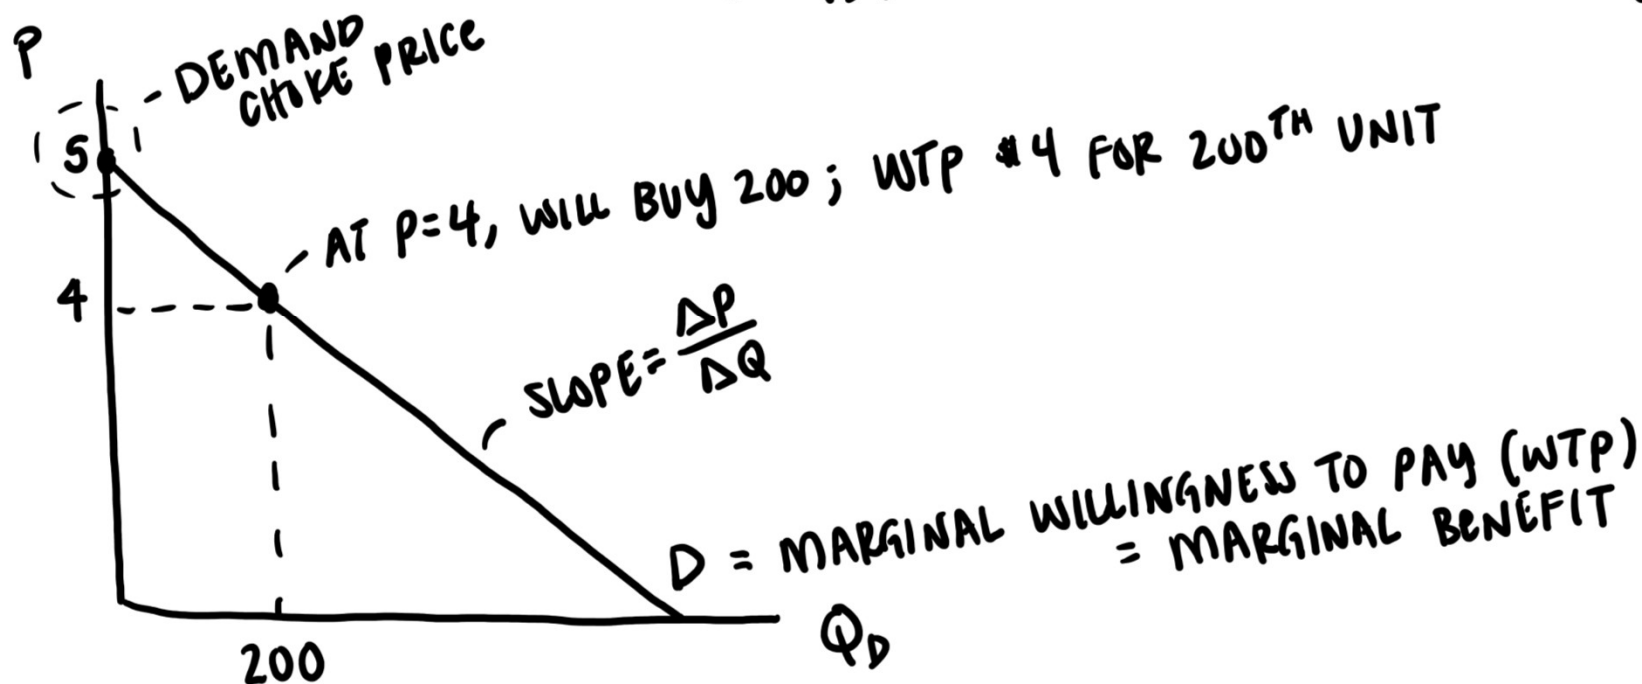 P
DEMAND
CHOKE PRICE
5
AT P=4, WILL BUY 200; WTP $4 FOR 200TH UNIT
4
SLOPE= ΔP/ΔQ
D = MARGINAL WILLINGNESS TO PAY (WTP)
= MARGINAL BENEFIT
QD
200